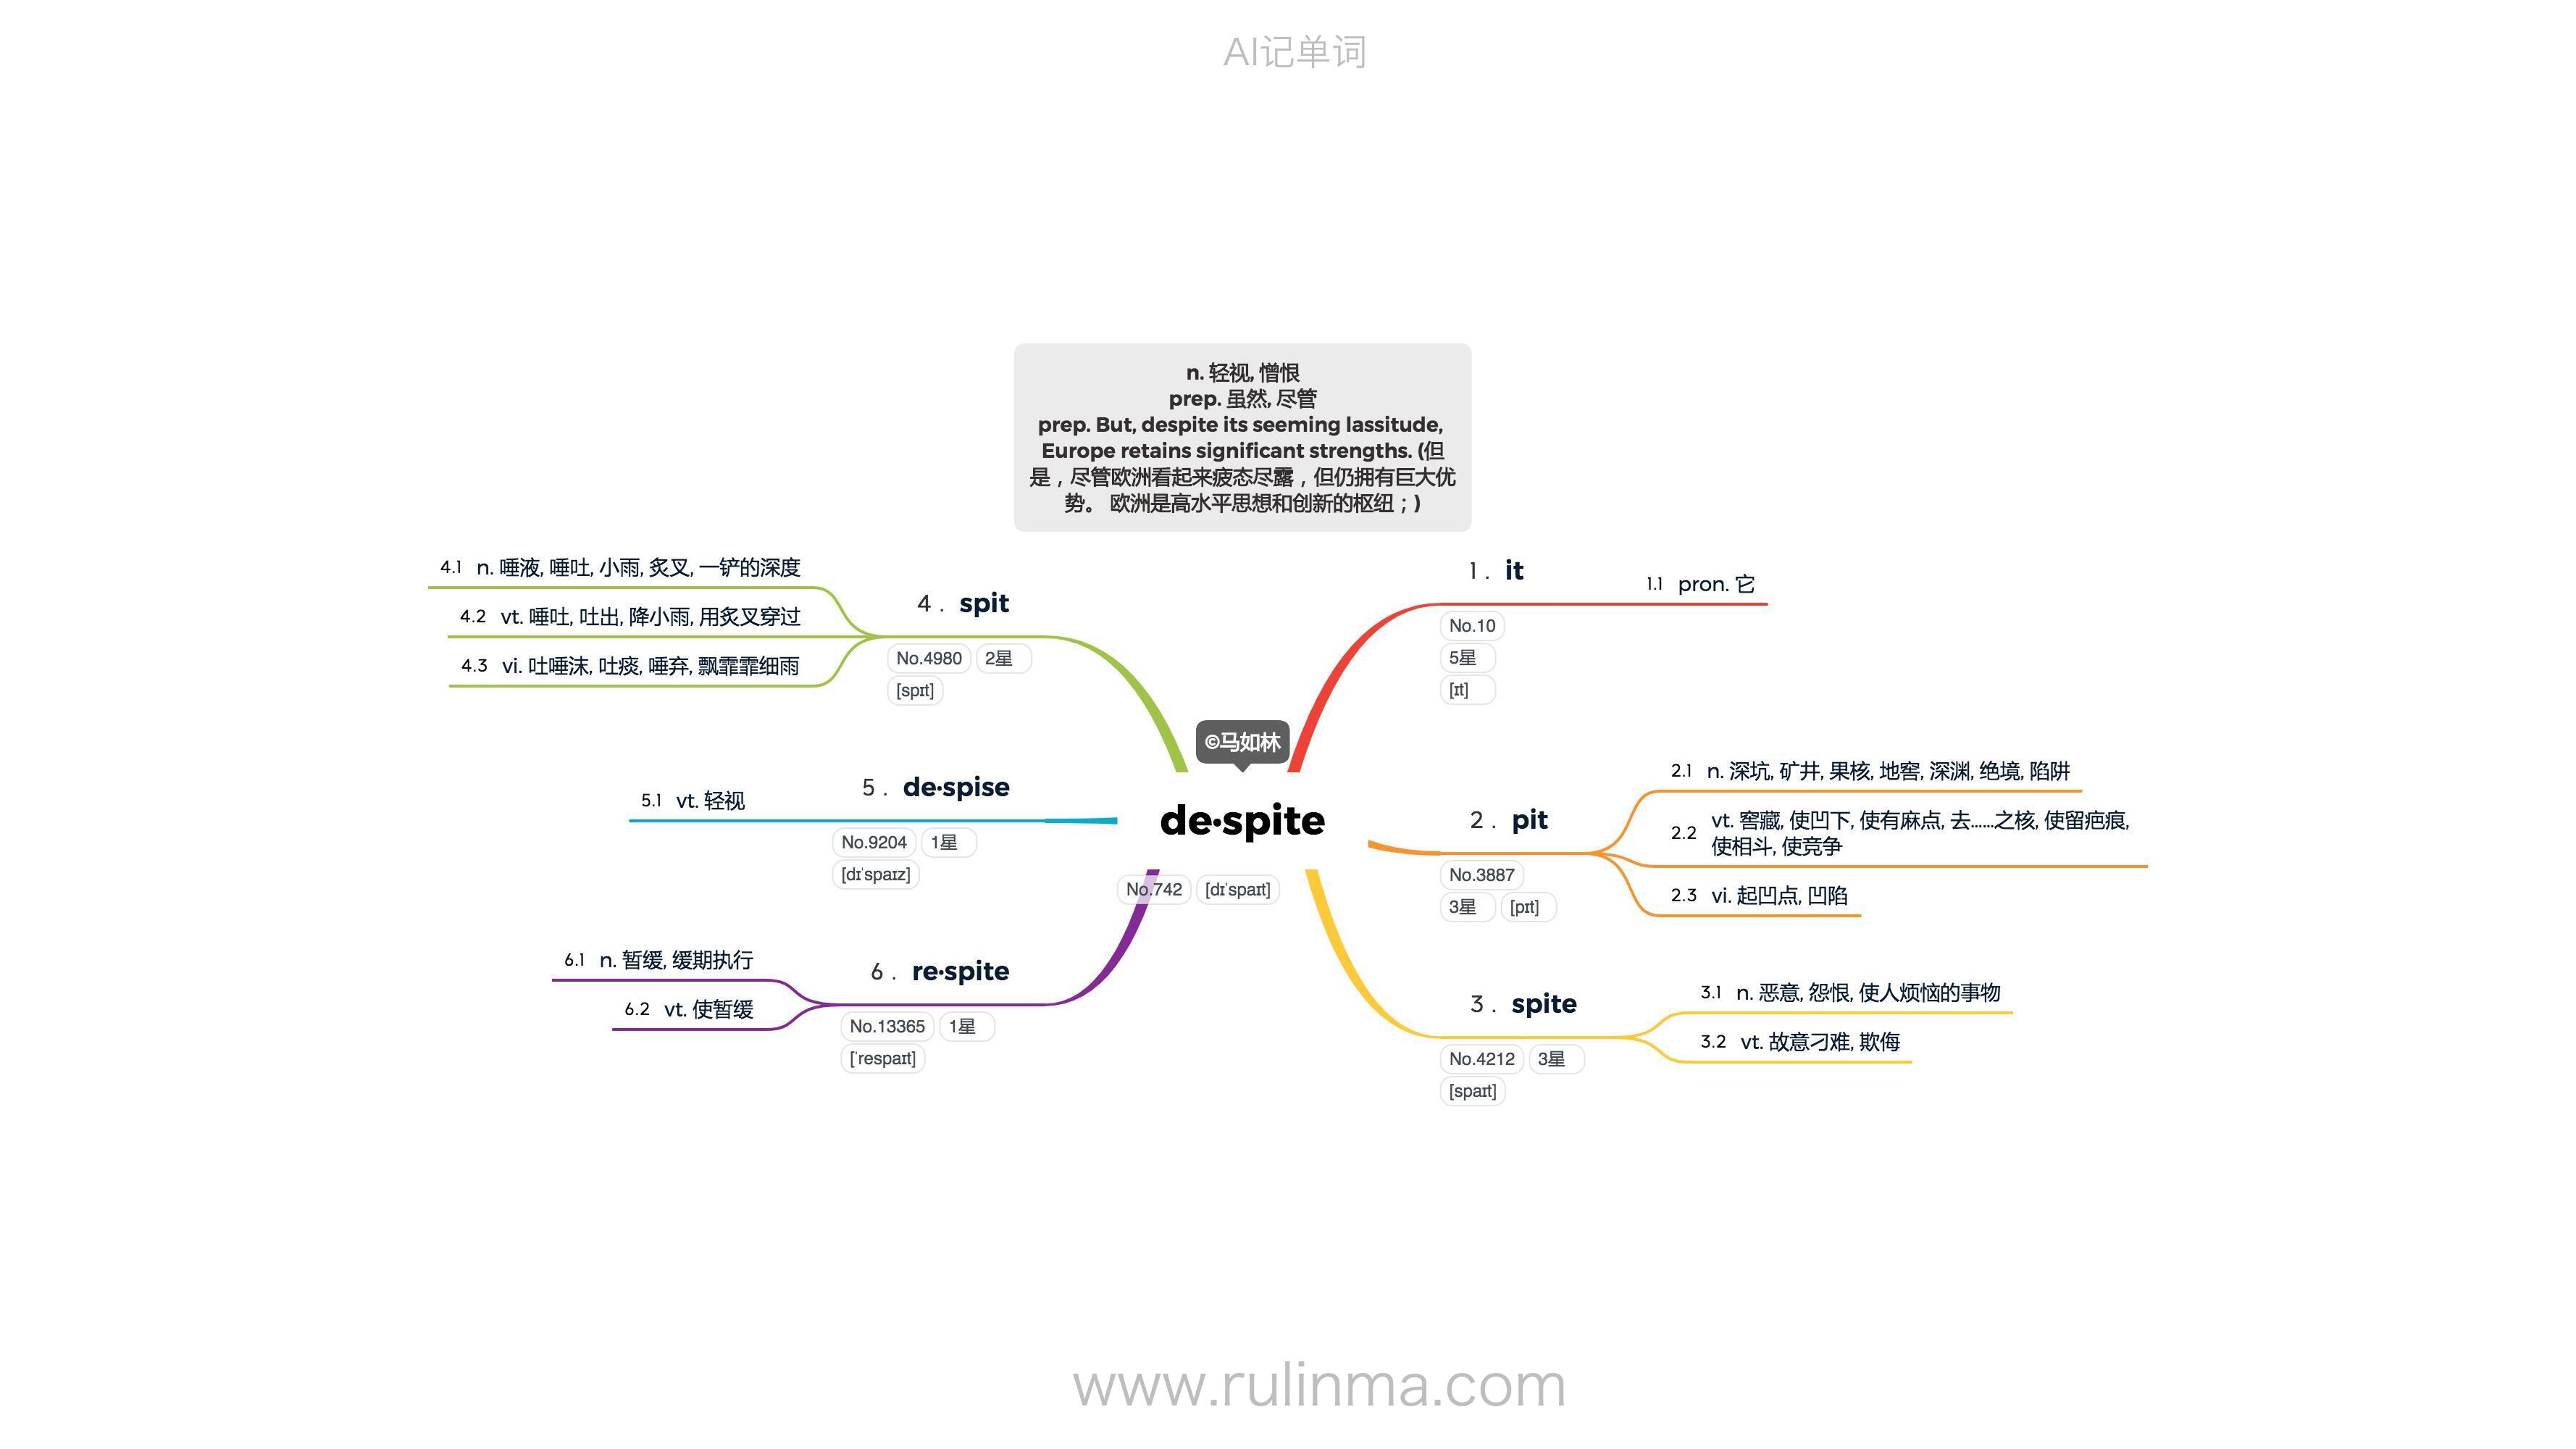 AI记单词
n. 轻视, 憎恨
prep. 虽然, 尽管
prep. But, despite its seeming lassitude,
Europe retains significant strengths. (但
是，尽管欧洲看起来疲态尽露，但仍拥有巨大优
势。 欧洲是高水平思想和创新的枢纽；)
©马如林
de·spite
No.742 [dɪˈspaɪt]
1. it
No.10
5星
[ɪt]
1.1 pron. 它
2. pit
No.3887
3星 [pɪt]
2.1 n. 深坑, 矿井, 果核, 地窖, 深渊, 绝境, 陷阱
2.2 vt. 窖藏, 使凹下, 使有麻点, 去……之核, 使留疤痕,
使相斗, 使竞争
2.3 vi. 起凹点, 凹陷
3. spite
No.4212 3星
[spaɪt]
3.1 n. 恶意, 怨恨, 使人烦恼的事物
3.2 vt. 故意刁难, 欺侮
4. spit
No.4980 2星
[spɪt]
4.1 n. 唾液, 唾吐, 小雨, 炙叉, 一铲的深度
4.2 vt. 唾吐, 吐出, 降小雨, 用炙叉穿过
4.3 vi. 吐唾沫, 吐痰, 唾弃, 飘霏霏细雨
5. de·spise
No.9204 1星
[dɪˈspaɪz]
5.1 vt. 轻视
6. re·spite
No.13365 1星
[ˈrespaɪt]
6.1 n. 暂缓, 缓期执行
6.2 vt. 使暂缓
www.rulinma.com